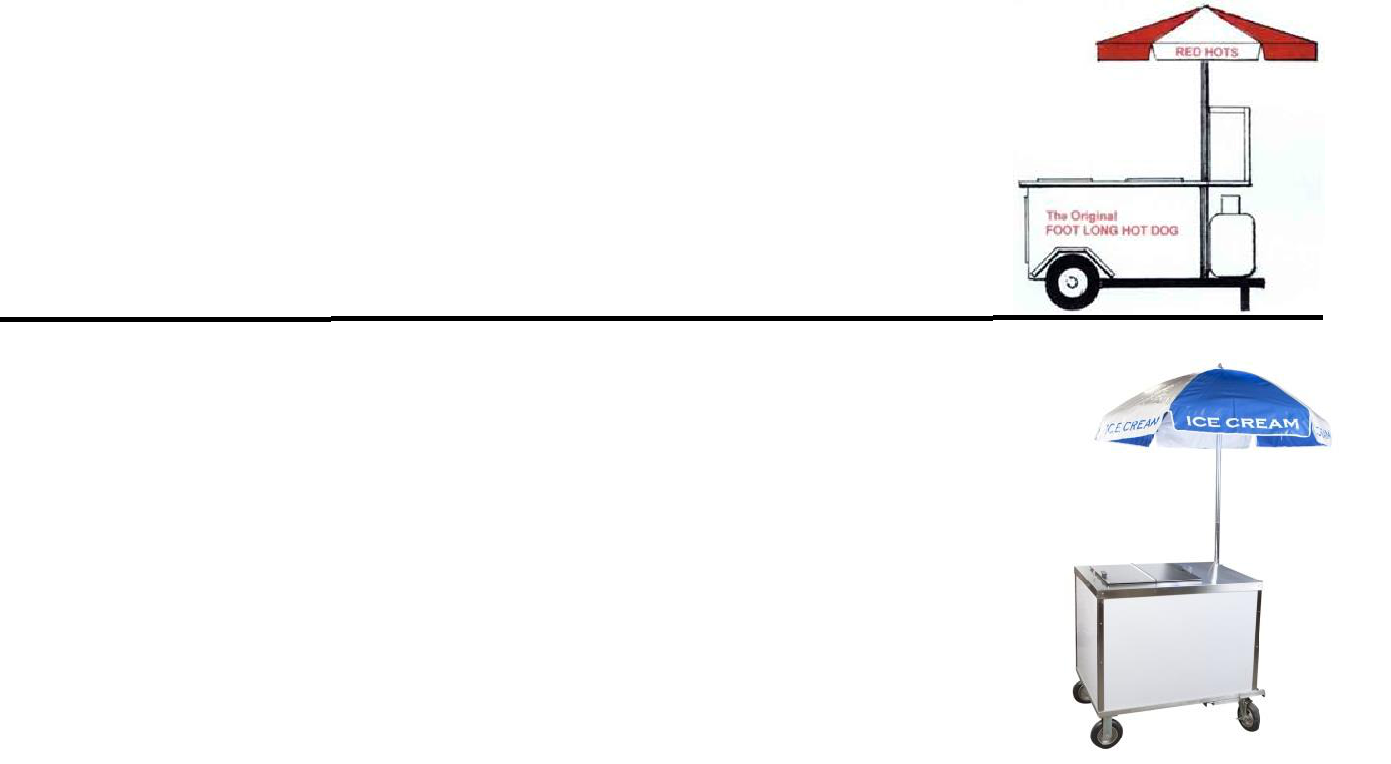 RED HOTS
The Original
FOOT LONG HOT DOG
ICE CREAM
ICE CREAM